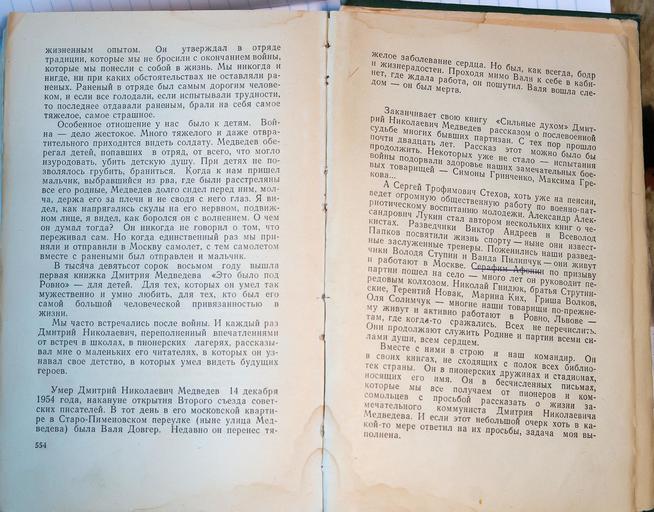 жизненным опытом. Он утверждал в отряде
традиции, которые мы не бросили с окончанием войны,
которые мы понесли с собой в жизнь. Мы никогда и
нигде, ни при каких обстоятельствах не оставляли ра-
неных. Раненый в отряде был самым дорогим челове-
ком, и если все голодали, если испытывали трудности,
то последнее отдавали раненым, брали на себя самое
тяжелое, самое страшное.
Особенное отношение у нас было к детям. Вой-
на — дело жестокое. Много тяжелого и даже отвра-
тительного приходится видеть солдату. Медведев обе-
регал детей, попавших в отряд, от всего, что могло
изуродовать, убить детскую душу. При детях не по-
зволялось грубить, браниться. Когда к нам пришел
мальчик, выбравшийся из рва, где были расстреляны
все его родные, Медведев долго сидел перед ним, мол-
ча, держа его за плечи и не сводя с него глаз. Я ви-
дел, как напрягались скулы на его нервном, подвиж-
ном лице, я видел, как боролся он с волнением. О чем
он думал тогда? Он никогда не говорил о том, что
переживал сам. Но когда единственный раз мы при-
няли и отправили в Москву самолет, с тем самолетом
вместе с ранеными был отправлен и мальчик.
В тысяча девятьсот сорок восьмом году вышла
первая книжка Дмитрия Медведева «Это было под
Ровно» — для детей. Для тех, которых он умел так
мужественно и умно любить, для тех, кто был его
самой большой человеческой привязанностью в
жизни.
Мы часто встречались после войны. И каждый раз
Дмитрий Николаевич, переполненный впечатлениями
от встреч в школах, в пионерских лагерях, рассказы-
вал мне о маленьких его читателях, в которых он уз-
навал свое детство, в которых умел видеть будущих
героев.
Умер Дмитрий Николаевич Медведев 14 декабря
1954 года, накануне открытия Второго съезда совет-
ских писателей. В тот день в его московской кварти-
ре в Старо-Пименовском переулке (ныне улица Мед-
ведева) была Валя Довгер. Недавно он перенес тя-
554
желое заболевание сердца. Но был, как всегда, бодр
и жизнерадостен. Проходя мимо Вали к себе в каби-
нет, где ждала работа, он пошутил. Валя вошла сле-
дом — он был мертв.
Заканчивает свою книгу «Сильные духом» Дмит-
рий Николаевич Медведев рассказом о послевоенной
судьбе многих бывших партизан. С тех пор прошло
почти двадцать лет. Рассказ этот можно было бы
продолжить. Некоторых уже не стало — испытания
войны подорвали здоровье наших замечательных бое-
вых товарищей — Симоны Гринченко, Максима Гре-
кова...
А Сергей Трофимович Стехов, хоть уже на пенсии,
ведет огромную общественную работу по военно-пат-
риотическому воспитанию молодежи. Александр Алек-
сандрович Лукин стал автором нескольких книг о че-
кистах. Разведчики Виктор Андреев и Всеволод
Папков посвятили жизнь спорту — ныне они извест-
ные заслуженные тренеры. Поженились наши развед-
чики Володя Ступин и Ванда Пилипчук — они живут
и работают в Москве. Серафим Афонин по призыву
партии пошел на село — много лет он руководит пе-
редовым колхозом. Николай Гнидюк, братья Струтин-
ские, Терентий Новак, Марина Ких, Гриша Волков,
Оля Солимчук — многие наши товарищи по-прежне-
му живут и активно работают в Ровно, Львове —
там, где когда-то сражались. Всех не перечислить.
Они продолжают служить Родине и партии всеми си-
лами души, всем сердцем.
Вместе с ними в строю и наш командир. Он
в своих книгах, не сходящих с полок всех библио-
тек страны. Он в пионерских дружинах и стадионах,
носящих его имя. Он в бесчисленных письмах,
которые мы все получаем от пионеров и ком-
сомольцев с просьбой рассказать о жизни за-
мечательного коммуниста Дмитрия Николаевича
Медведева. И если этот небольшой очерк хоть в ка-
кой-то мере ответил на их просьбы, задача моя вы-
полнена.